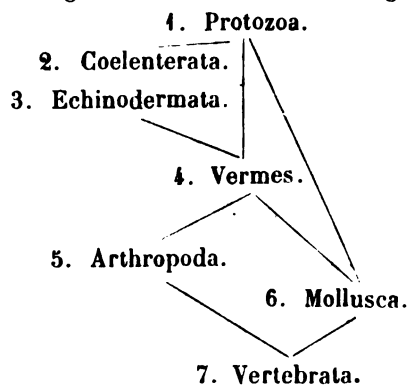 1. Protozoa.
2. Coelenterata.
3. Echinodermata.
4. Vermes.
5. Arthropoda.
6. Mollusca.
7. Vertebrata.